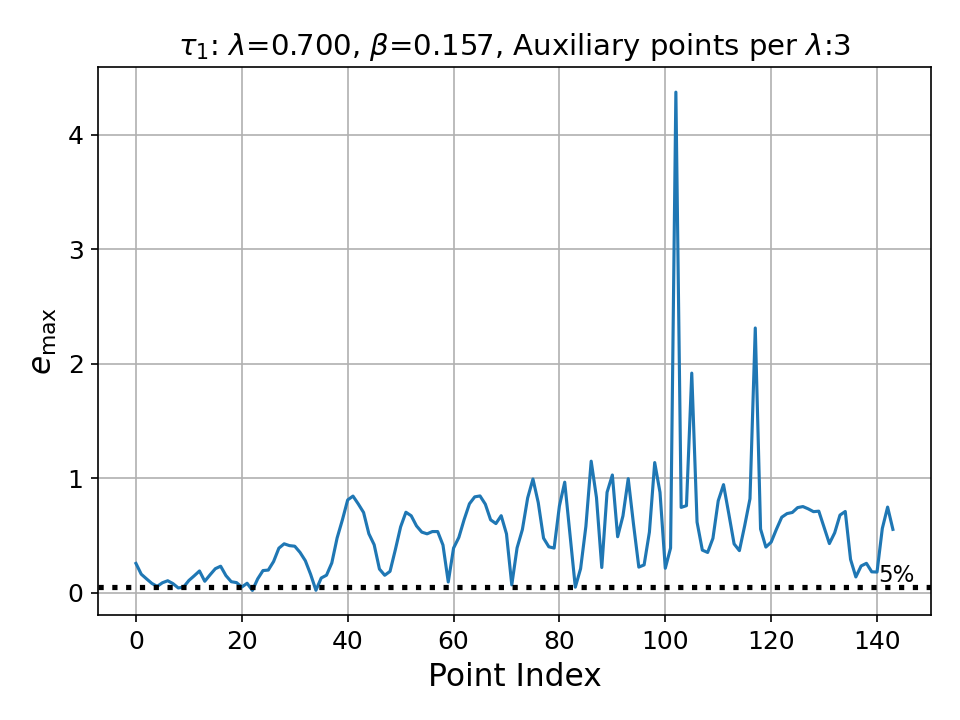 τ₁: λ=0.700, β=0.157, Auxiliary points per λ:3
4
3
2
1
0
e_max
5%
0 20 40 60 80 100 120 140
Point Index